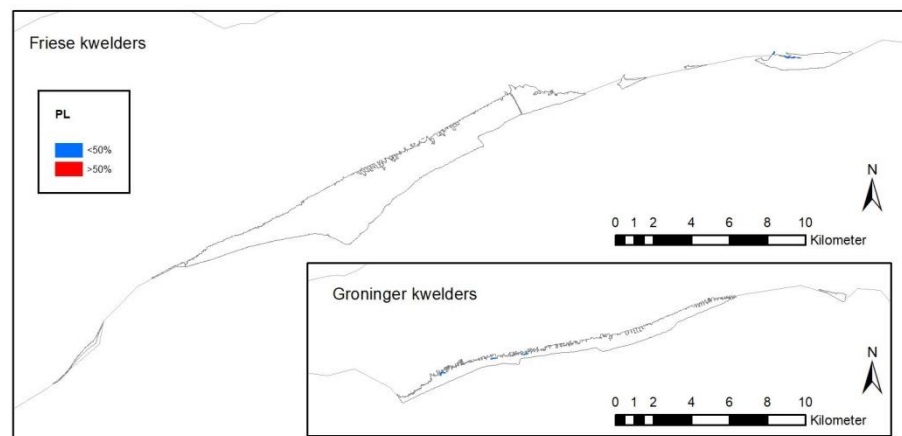 Friese kwelders
PL
<50%
>50%
N
0 1 2 4 6 8 10
Kilometer
Groninger kwelders
N
0 1 2 4 6 8 10
Kilometer